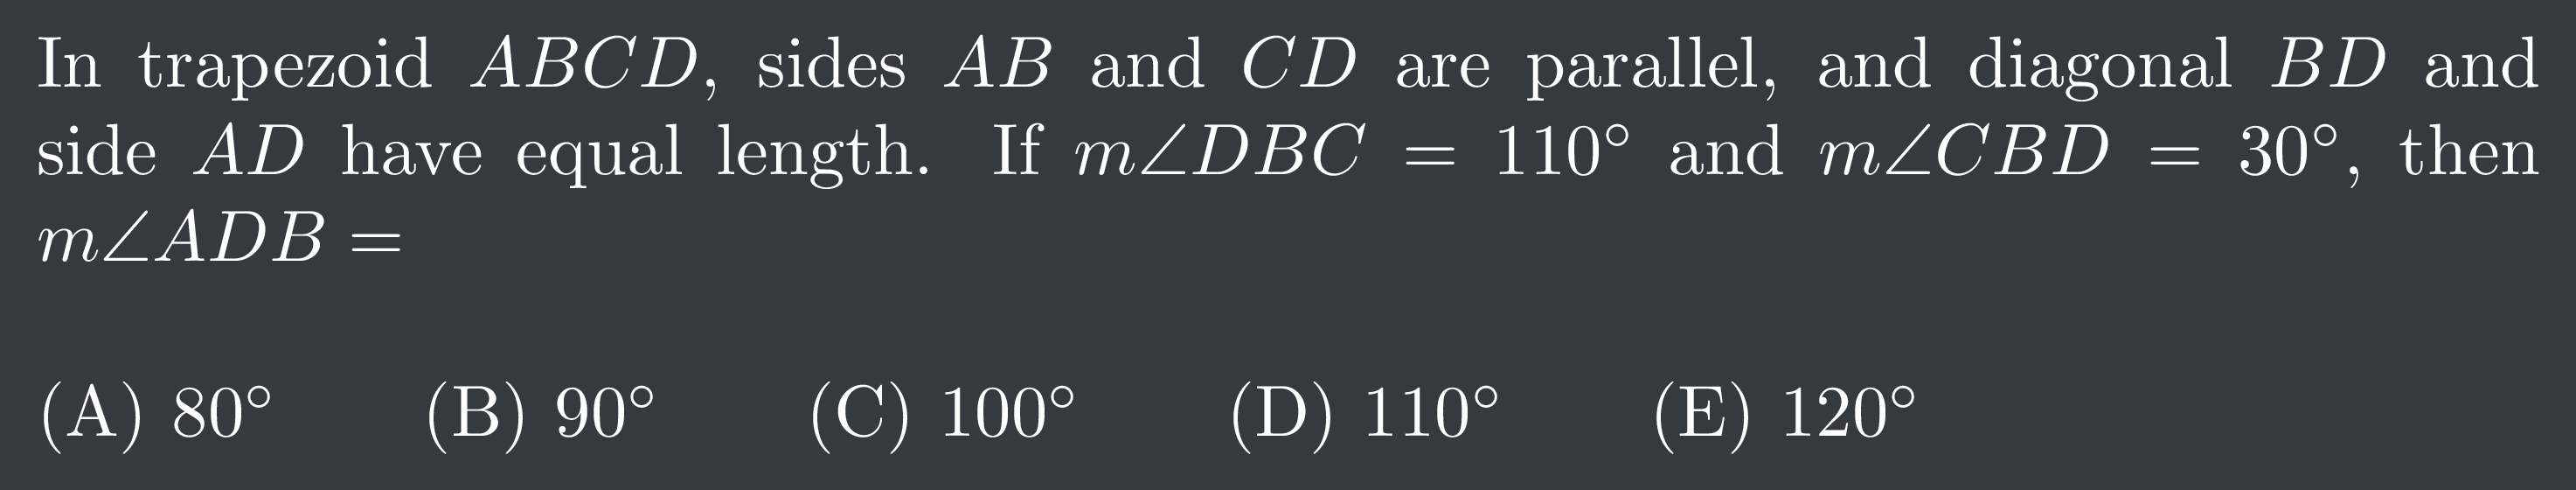 In trapezoid ABCD, sides AB and CD are parallel, and diagonal BD and
side AD have equal length. If m∠DBC = 110° and m∠CBD = 30°, then
m∠ADB =
(A) 80° (B) 90° (C) 100° (D) 110° (E) 120°